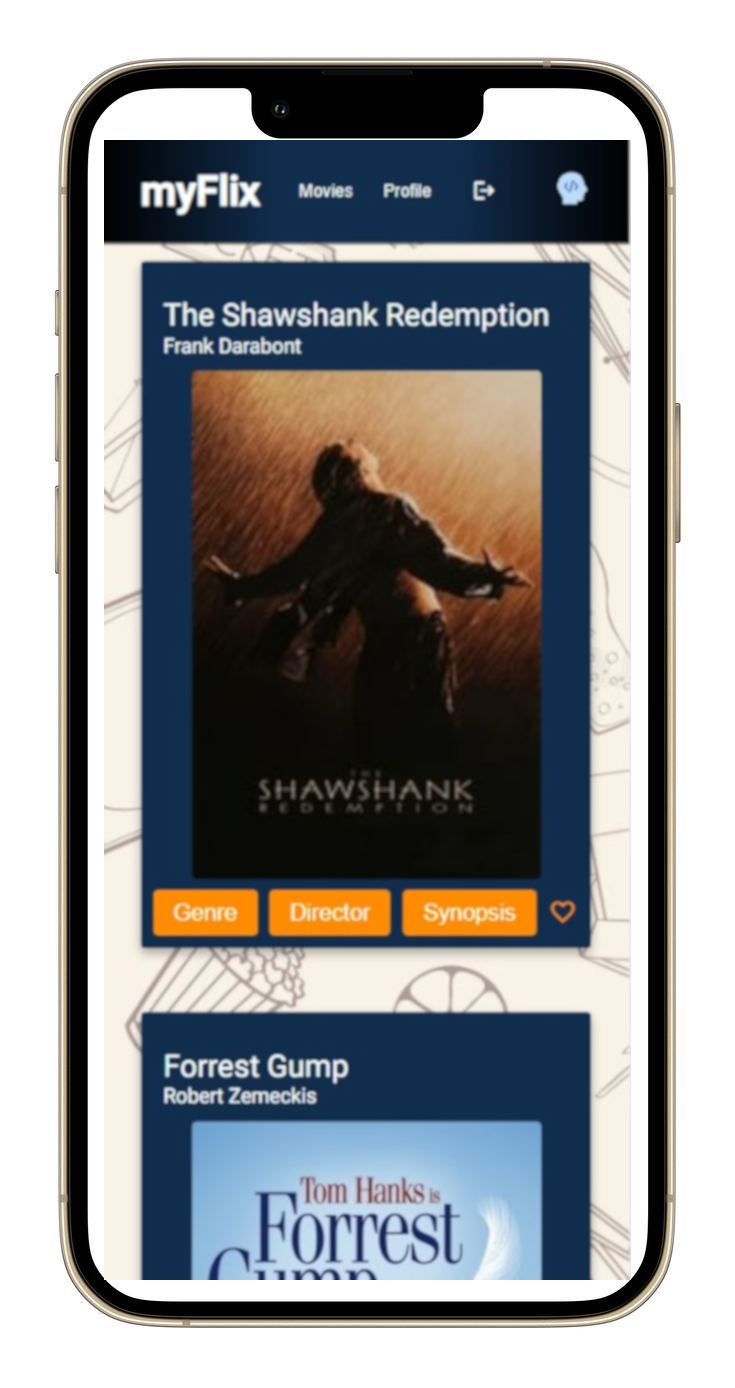 myFlix Movies Profile
The Shawshank Redemption
Frank Darabont
THE
SHAWSHANK
REDEMPTION
Genre Director Synopsis
Forrest Gump
Robert Zemeckis
Tom Hanks is
Forrest
Gump